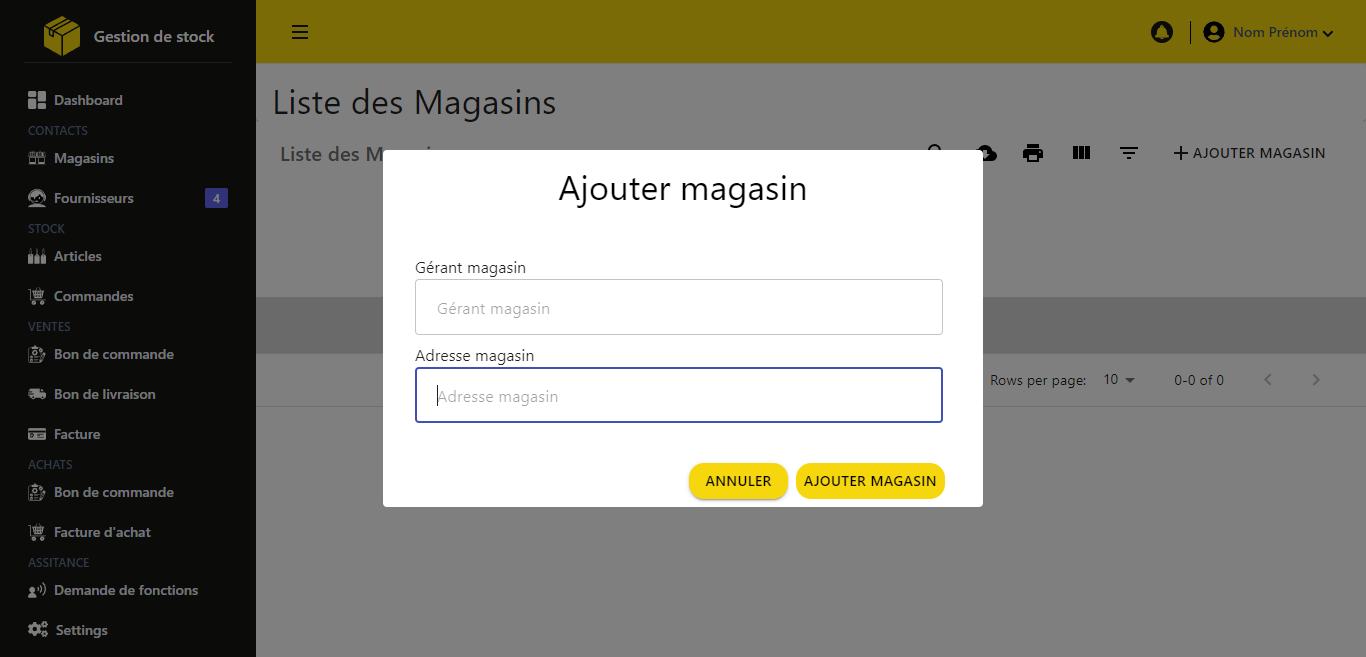 Gestion de stock
Nom Prénom
Dashboard
CONTACTS
Magasins
Fournisseurs 4
STOCK
Articles
Commandes
VENTES
Bon de commande
Bon de livraison
Facture
ACHATS
Bon de commande
Facture d'achat
ASSITANCE
Demande de fonctions
Settings
Liste des Magasins
Liste des M
AJOUTER MAGASIN
Ajouter magasin
Gérant magasin
Gérant magasin
Adresse magasin
Adresse magasin
ANNULER AJOUTER MAGASIN
Rows per page: 10 0-0 of 0